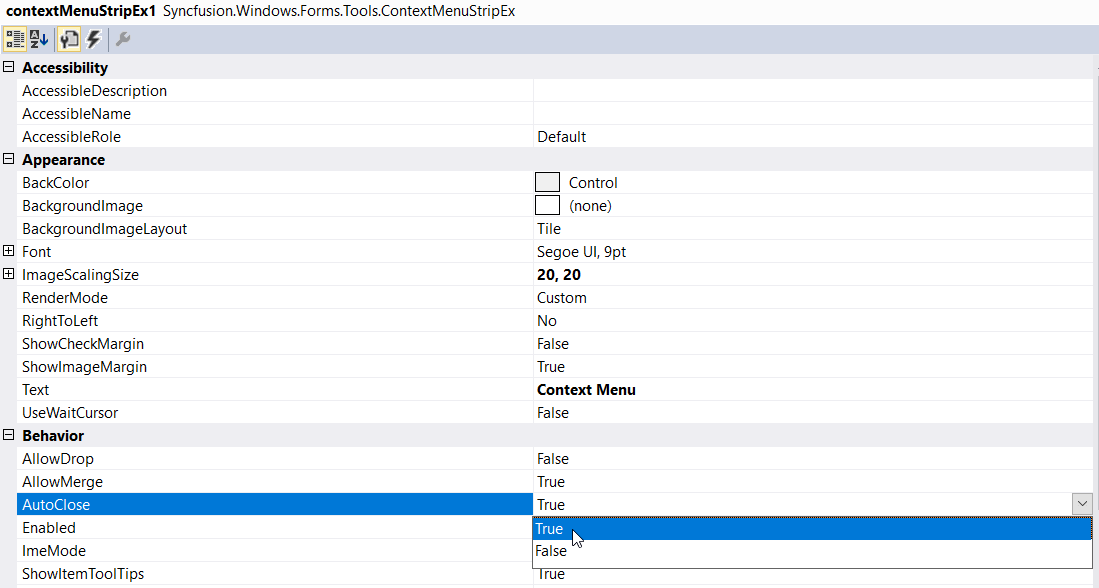 contextMenuStripEx1 Syncfusion.Windows.Forms.Tools.ContextMenuStripEx
Accessibility
AccessibleDescription
AccessibleName
AccessibleRole Default
Appearance
BackColor Control
BackgroundImage (none)
BackgroundImageLayout Tile
Font Segoe UI, 9pt
ImageScalingSize 20, 20
RenderMode Custom
RightToLeft No
ShowCheckMargin False
ShowImageMargin True
Text Context Menu
UseWaitCursor False
Behavior
AllowDrop False
AllowMerge True
AutoClose True
Enabled True
ImeMode False
ShowItemToolTips True